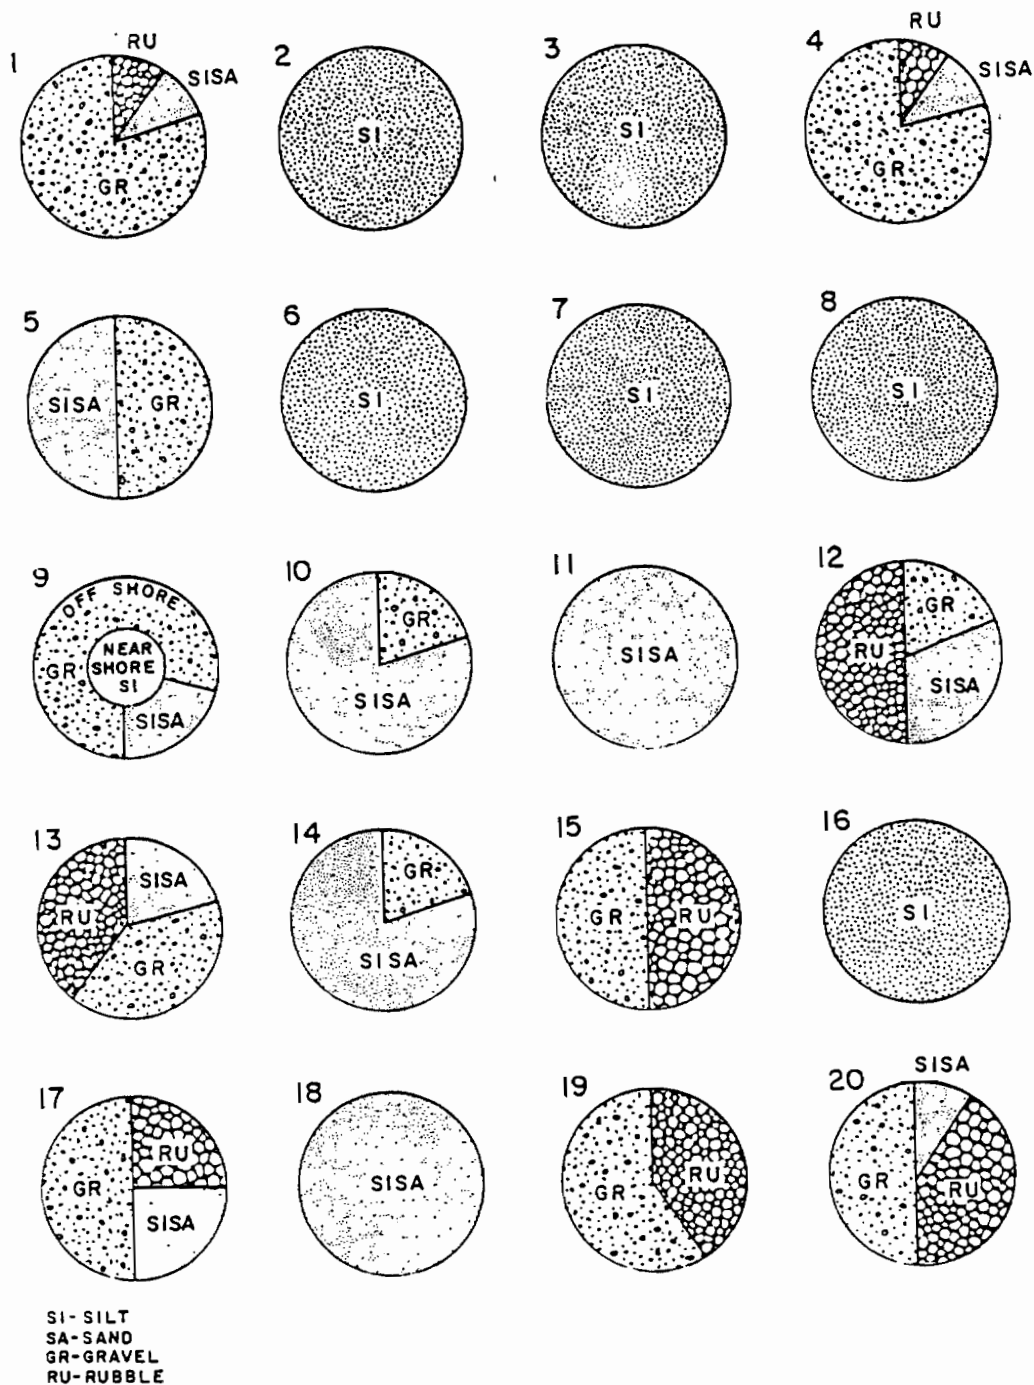 1
RU
SISA
GR
2
SI
3
SI
4
RU
SISA
GR
5
SISA
GR
6
SI
7
SI
8
SI
9
OFF SHORE
GR
NEAR
SHORE
SI
SISA
10
GR
SISA
11
SISA
12
RU
GR
SISA
13
RU
SISA
GR
14
GR
SISA
15
GR
RU
16
SI
17
GR
RU
SISA
18
SISA
19
GR
RU
20
SISA
GR
RU
SI-SILT
SA-SAND
GR-GRAVEL
RU-RUBBLE